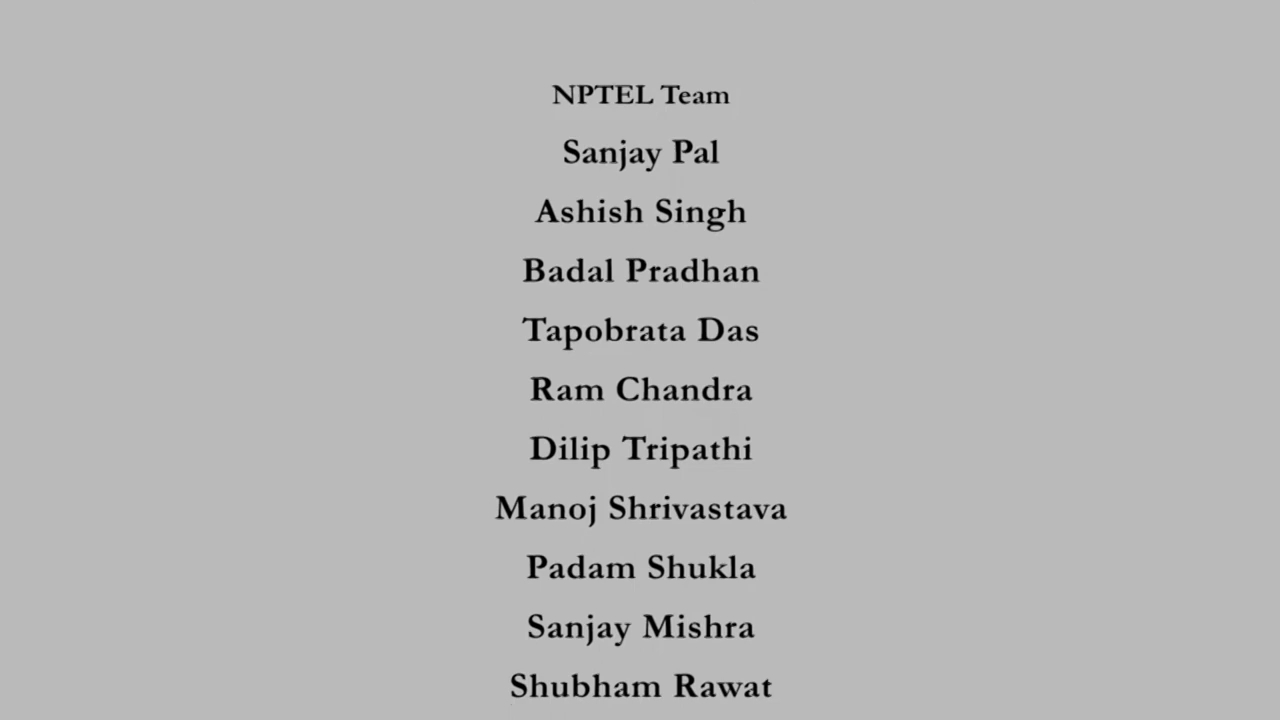 NPTEL Team
Sanjay Pal
Ashish Singh
Badal Pradhan
Tapobrata Das
Ram Chandra
Dilip Tripathi
Manoj Shrivastava
Padam Shukla
Sanjay Mishra
Shubham Rawat